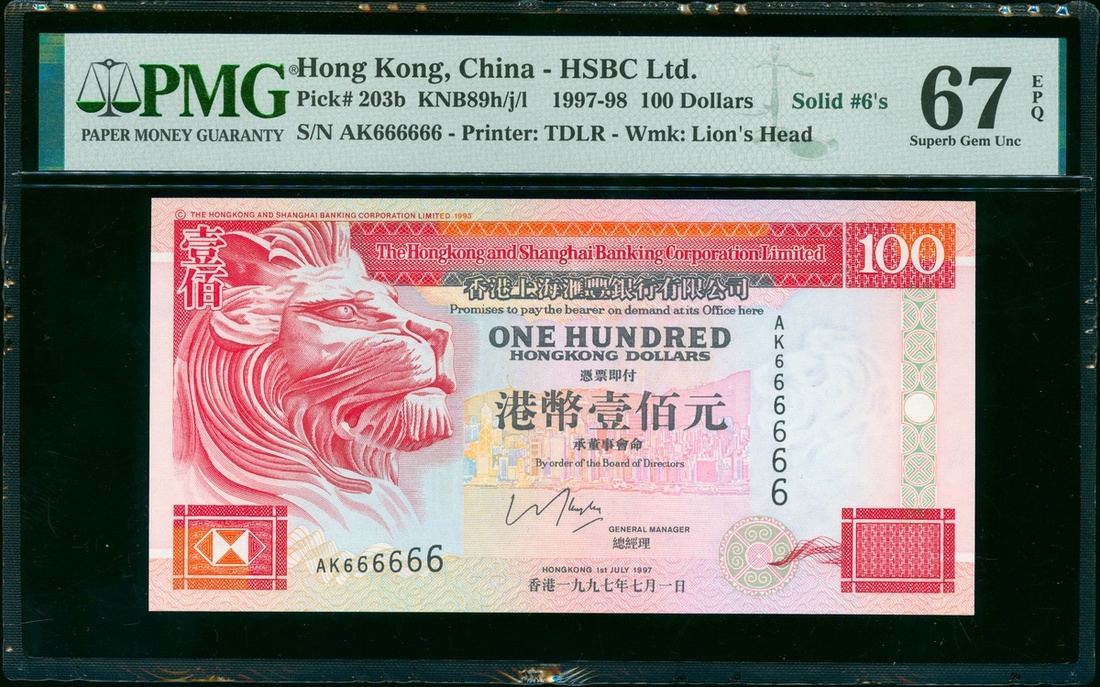 PMG®
PAPER MONEY GUARANTY
Hong Kong, China - HSBC Ltd.
Pick# 203b KNB89h/j/l 1997-98 100 Dollars Solid #6's
S/N AK666666 - Printer: TDLR - Wmk: Lion's Head
67 EPQ
Superb Gem Unc
© THE HONGKONG AND SHANGHAI BANKING CORPORATION LIMITED 1993
壹佰
The Hongkong and Shanghai Banking Corporation Limited
100
香港上海滙豐銀行有限公司
Promises to pay the bearer on demand at its Office here
ONE HUNDRED
HONGKONG DOLLARS
憑票即付
港幣壹佰元
承董事會命
By order of the Board of Directors
AK666666
GENERAL MANAGER
總經理
AK666666
HONGKONG 1st JULY 1997
香港一九九七年七月一日